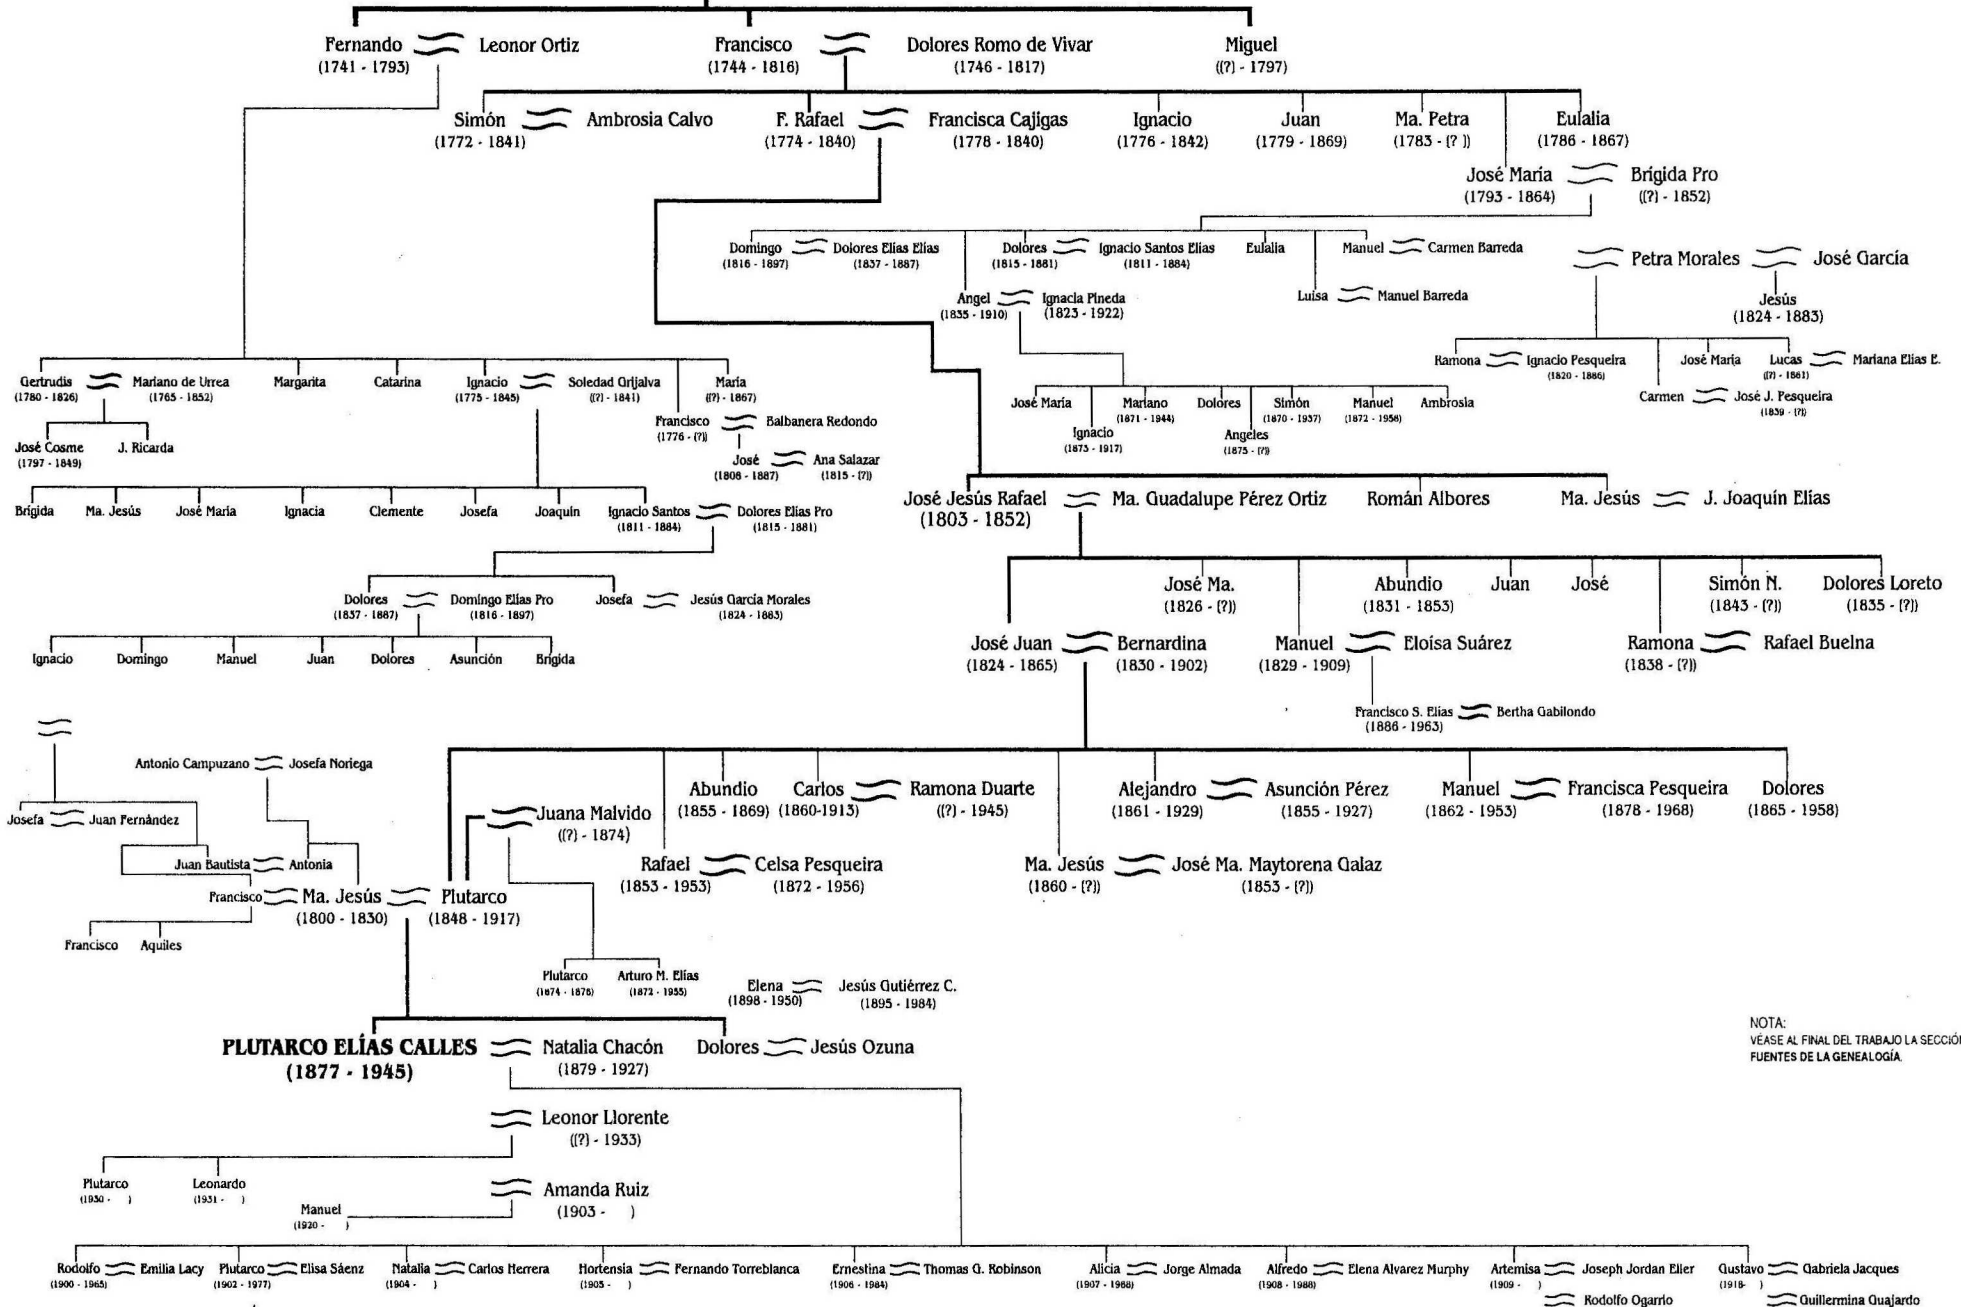 Fernando Leonor Ortiz Francisco Dolores Romo de Vivar Miguel
(1741 - 1793) (1744 - 1816) (1746 - 1817) ((?) - 1797)
Simón Ambrosia Calvo F. Rafael Francisca Cajigas Ignacio Juan Ma. Petra Eulalia
(1772 - 1841) (1774 - 1840) (1778 - 1840) (1776 - 1842) (1779 - 1869) (1783 - (? )) (1786 - 1867)
José María Brígida Pro
(1793 - 1864) ((?) - 1852)
Domingo Dolores Elías Elías Dolores Ignacio Santos Elías Eulalia Manuel Carmen Barreda
(1816 - 1897) (1837 - 1887) (1815 - 1881) (1811 - 1884)
Petra Morales José García
Angel Ignacia Pineda Luisa Manuel Barreda Jesús
(1835 - 1910) (1823 - 1922) (1824 - 1883)
Ramona Ignacio Pesqueira José María Lucas Mariana Elías E.
(1820 - 1886) ((?) - 1861)
Carmen José J. Pesqueira
(1839 - (?))
Gertrudis Mariano de Urrea Margarita Catarina Ignacio Soledad Grijalva María
(1780 - 1826) (1765 - 1852) (1775 - 1845) ((?) - 1841) ((?) - 1867)
José María Mariano Dolores Simón Manuel Ambrosia
(1871 - 1944) (1870 - 1937) (1872 - 1958)
Francisco Balbanera Redondo
(1776 - (?))
Ignacio Angeles
(1873 - 1917) (1875 - (?))
José Cosme J. Ricarda
(1797 - 1849)
José Ana Salazar
(1808 - 1887) (1815 - (?))
José Jesús Rafael Ma. Guadalupe Pérez Ortiz Román Albores Ma. Jesús J. Joaquín Elías
(1803 - 1852)
Brígida Ma. Jesús José María Ignacia Clemente Josefa Joaquín Ignacio Santos Dolores Elías Pro
(1811 - 1884) (1815 - 1881)
José Ma. Abundio Juan José Simón N. Dolores Loreto
(1826 - (?)) (1831 - 1853) (1843 - (?)) (1835 - (?))
Dolores Domingo Elías Pro Josefa Jesús García Morales
(1837 - 1887) (1816 - 1897) (1824 - 1883)
José Juan Bernardina Manuel Eloísa Suárez Ramona Rafael Buelna
(1824 - 1865) (1830 - 1902) (1829 - 1909) (1838 - (?))
Ignacio Domingo Manuel Juan Dolores Asunción Brígida
Francisco S. Elías Bertha Gabilondo
(1886 - 1963)
Antonio Campuzano Josefa Noriega
Abundio Carlos Ramona Duarte Alejandro Asunción Pérez Manuel Francisca Pesqueira Dolores
(1855 - 1869) (1860-1913) ((?) - 1945) (1861 - 1929) (1855 - 1927) (1862 - 1953) (1878 - 1968) (1865 - 1958)
Josefa Juan Fernández
Juana Malvido
((?) - 1874)
Juan Bautista Antonia
Rafael Celsa Pesqueira Ma. Jesús José Ma. Maytorena Galaz
(1853 - 1953) (1872 - 1956) (1860 - (?)) (1853 - (?))
Francisco Ma. Jesús Plutarco
(1800 - 1830) (1848 - 1917)
Francisco Aquiles
Plutarco Arturo M. Elías
(1874 - 1876) (1872 - 1955)
Elena Jesús Gutiérrez C.
(1898 - 1950) (1895 - 1984)
PLUTARCO ELÍAS CALLES Natalia Chacón Dolores Jesús Ozuna
(1877 - 1945) (1879 - 1927)
NOTA:
VÉASE AL FINAL DEL TRABAJO LA SECCIÓN
FUENTES DE LA GENEALOGÍA.
Leonor Llorente
((?) - 1933)
Plutarco Leonardo
(1930 - ) (1931 - )
Amanda Ruiz
(1903 - )
Manuel
(1920 - )
Rodolfo Emilia Lacy Plutarco Elisa Sáenz Natalia Carlos Herrera Hortensia Fernando Torreblanca Ernestina Thomas G. Robinson Alicia Jorge Almada Alfredo Elena Alvarez Murphy Artemisa Joseph Jordan Eller Gustavo Gabriela Jacques
(1900 - 1965) (1902 - 1977) (1904 - ) (1905 - ) (1906 - 1984) (1907 - 1968) (1908 - 1988) (1909 - ) (1918- )
Rodolfo Ogarrio Guillermina Guajardo